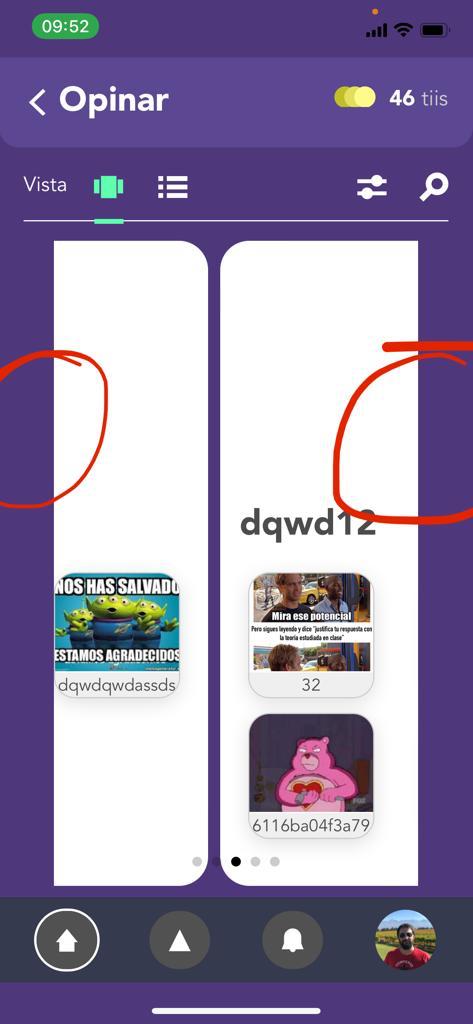 09:52
Opinar
46 tiis
Vista
dqwd12
NOS HAS SALVADO
ESTAMOS AGRADECIDOS
dqwdqwdassds
Mira ese potencial
Pero sigues leyendo y dice "justifica tu respuesta con
la teoría estudiada en clase"
32
FOX
6116ba04f3a79